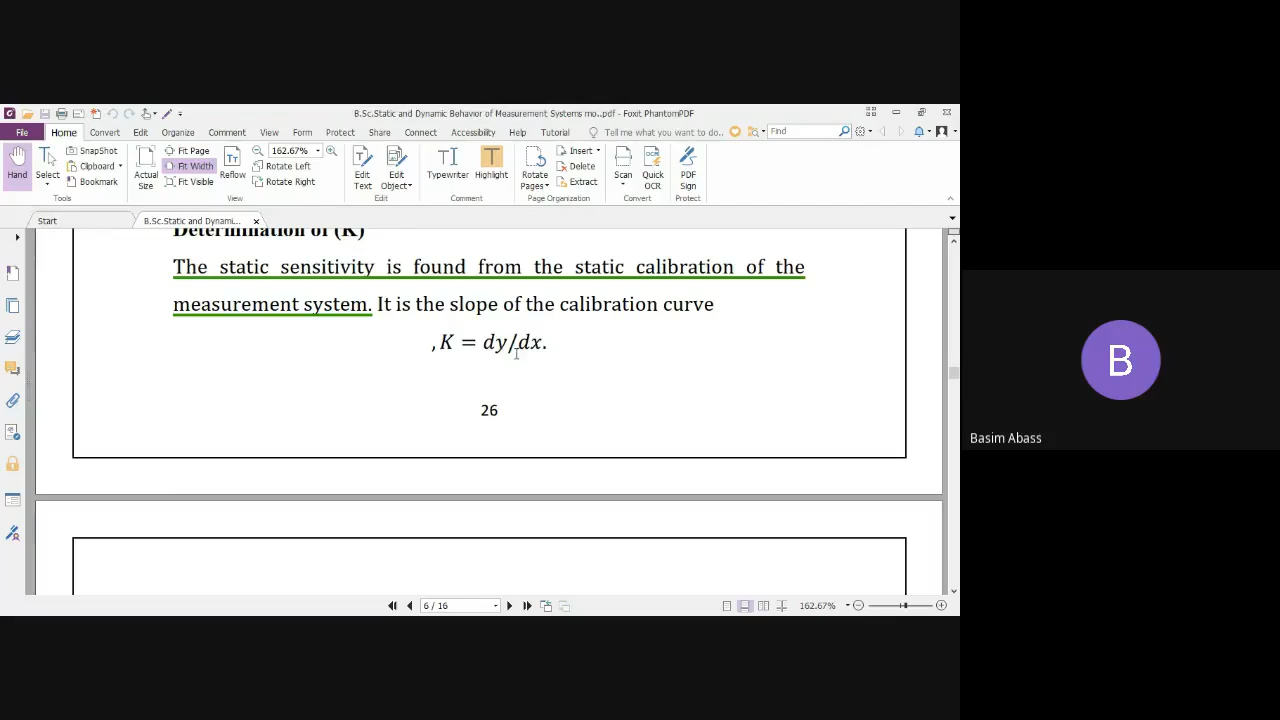 B.Sc.Static and Dynamic Bahavor of Measurement Systems mo..pdf - Foxit PhantomPDF
File Home Convert Edit Organize Comment View Form Protect Share Connect Accessibility Help Tutorial Tell me what you want to do.. Find
Hand
Select
SnapShot
Clipboard
Bookmark
Tools
Actual Size
Fit Page
Fit Width
Fit Visible
Reflow
162.67%
Rotate Left
Rotate Right
View
Edit Text
Edit Object
Edit
Typewriter
Highlight
Comment
Rotate Pages
Insert
Delete
Extract
Page Organization
Scan
Quick OCR
Convert
PDF Sign
Protect
Start
B.Sc.Static and Dynami...
Determination of (K)
The static sensitivity is found from the static calibration of the
measurement system. It is the slope of the calibration curve
, K = dy/dx.
26
6 / 16
162.67%
B
Basim Abass